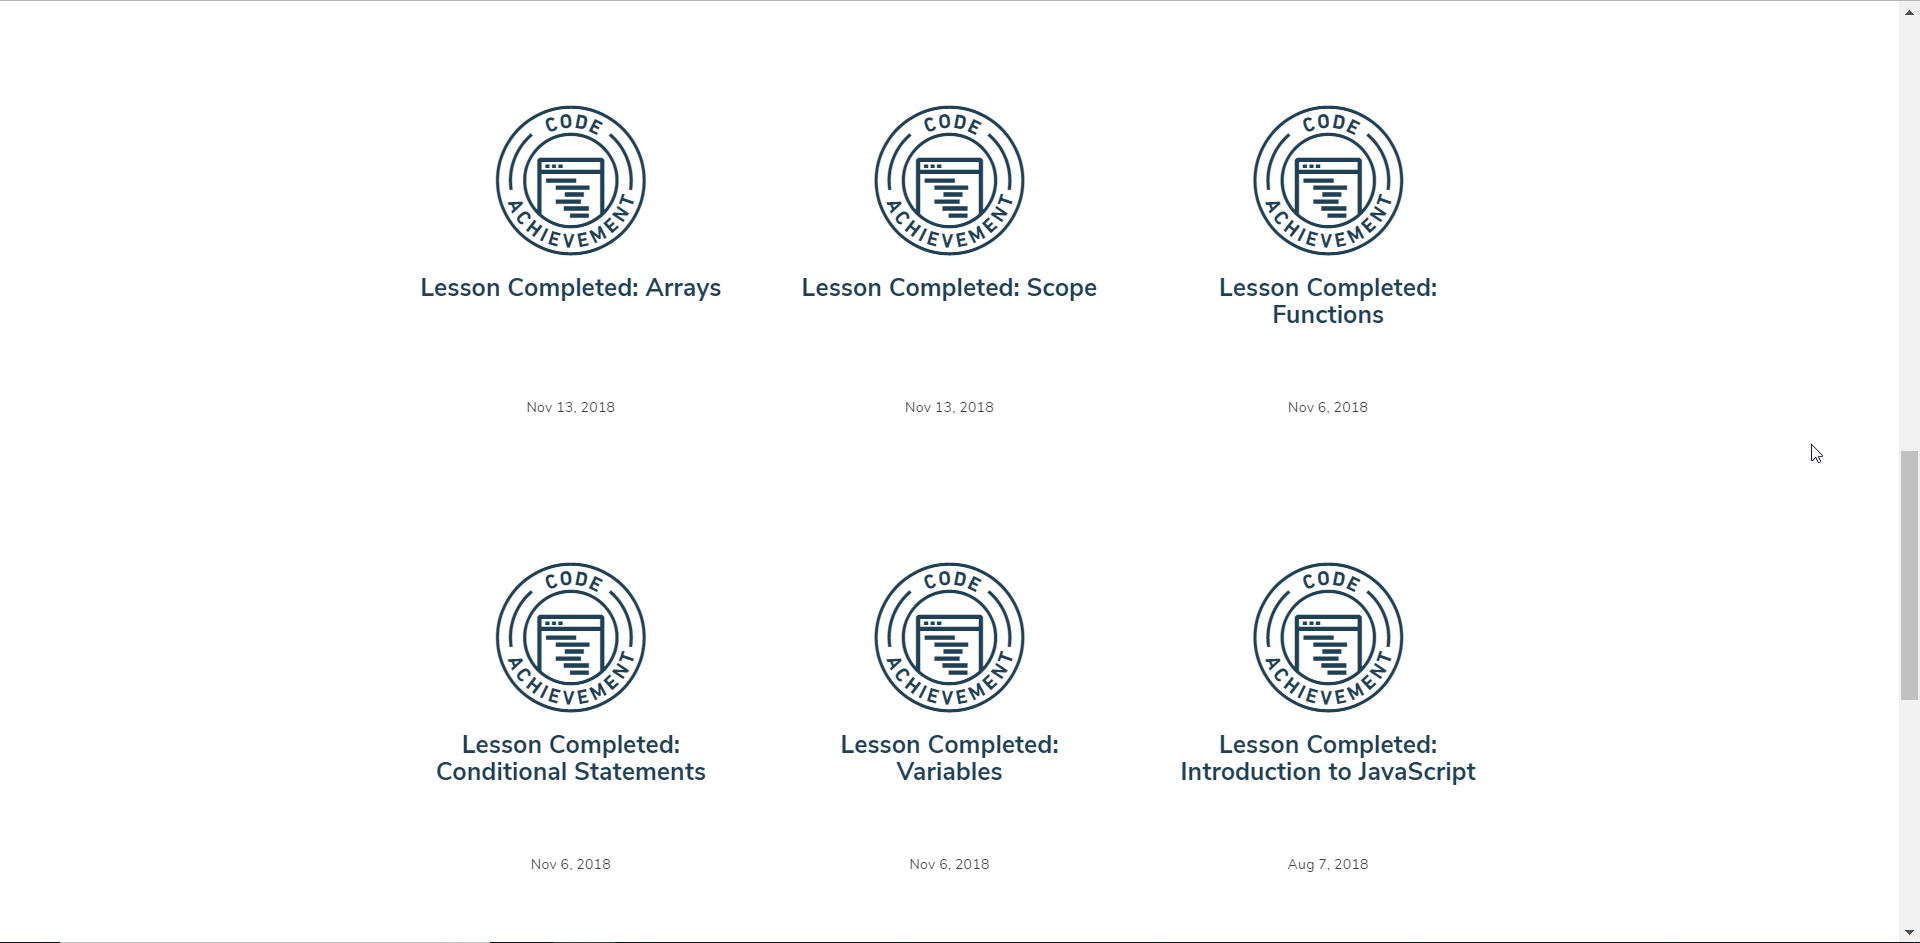 CODE
ACHIEVEMENT
Lesson Completed: Arrays
Nov 13, 2018
CODE
ACHIEVEMENT
Lesson Completed: Scope
Nov 13, 2018
CODE
ACHIEVEMENT
Lesson Completed:
Functions
Nov 6, 2018
CODE
ACHIEVEMENT
Lesson Completed:
Conditional Statements
Nov 6, 2018
CODE
ACHIEVEMENT
Lesson Completed:
Variables
Nov 6, 2018
CODE
ACHIEVEMENT
Lesson Completed:
Introduction to JavaScript
Aug 7, 2018